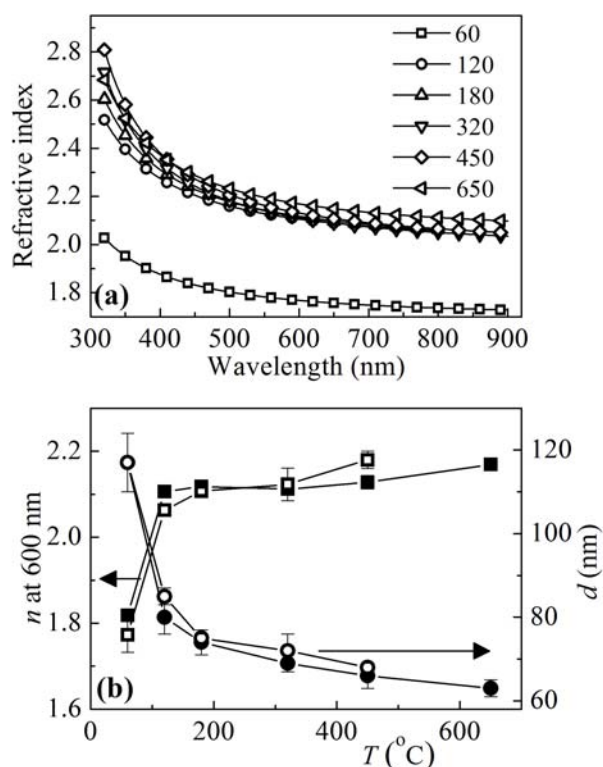 2.8
2.6
2.4
2.2
2.0
1.8
Refractive index
60
120
180
320
450
650
(a)
300 400 500 600 700 800 900
Wavelength (nm)
2.2
2.0
1.8
1.6
n at 600 nm
120
100
80
60
d (nm)
(b)
0 200 400 600
T (°C)